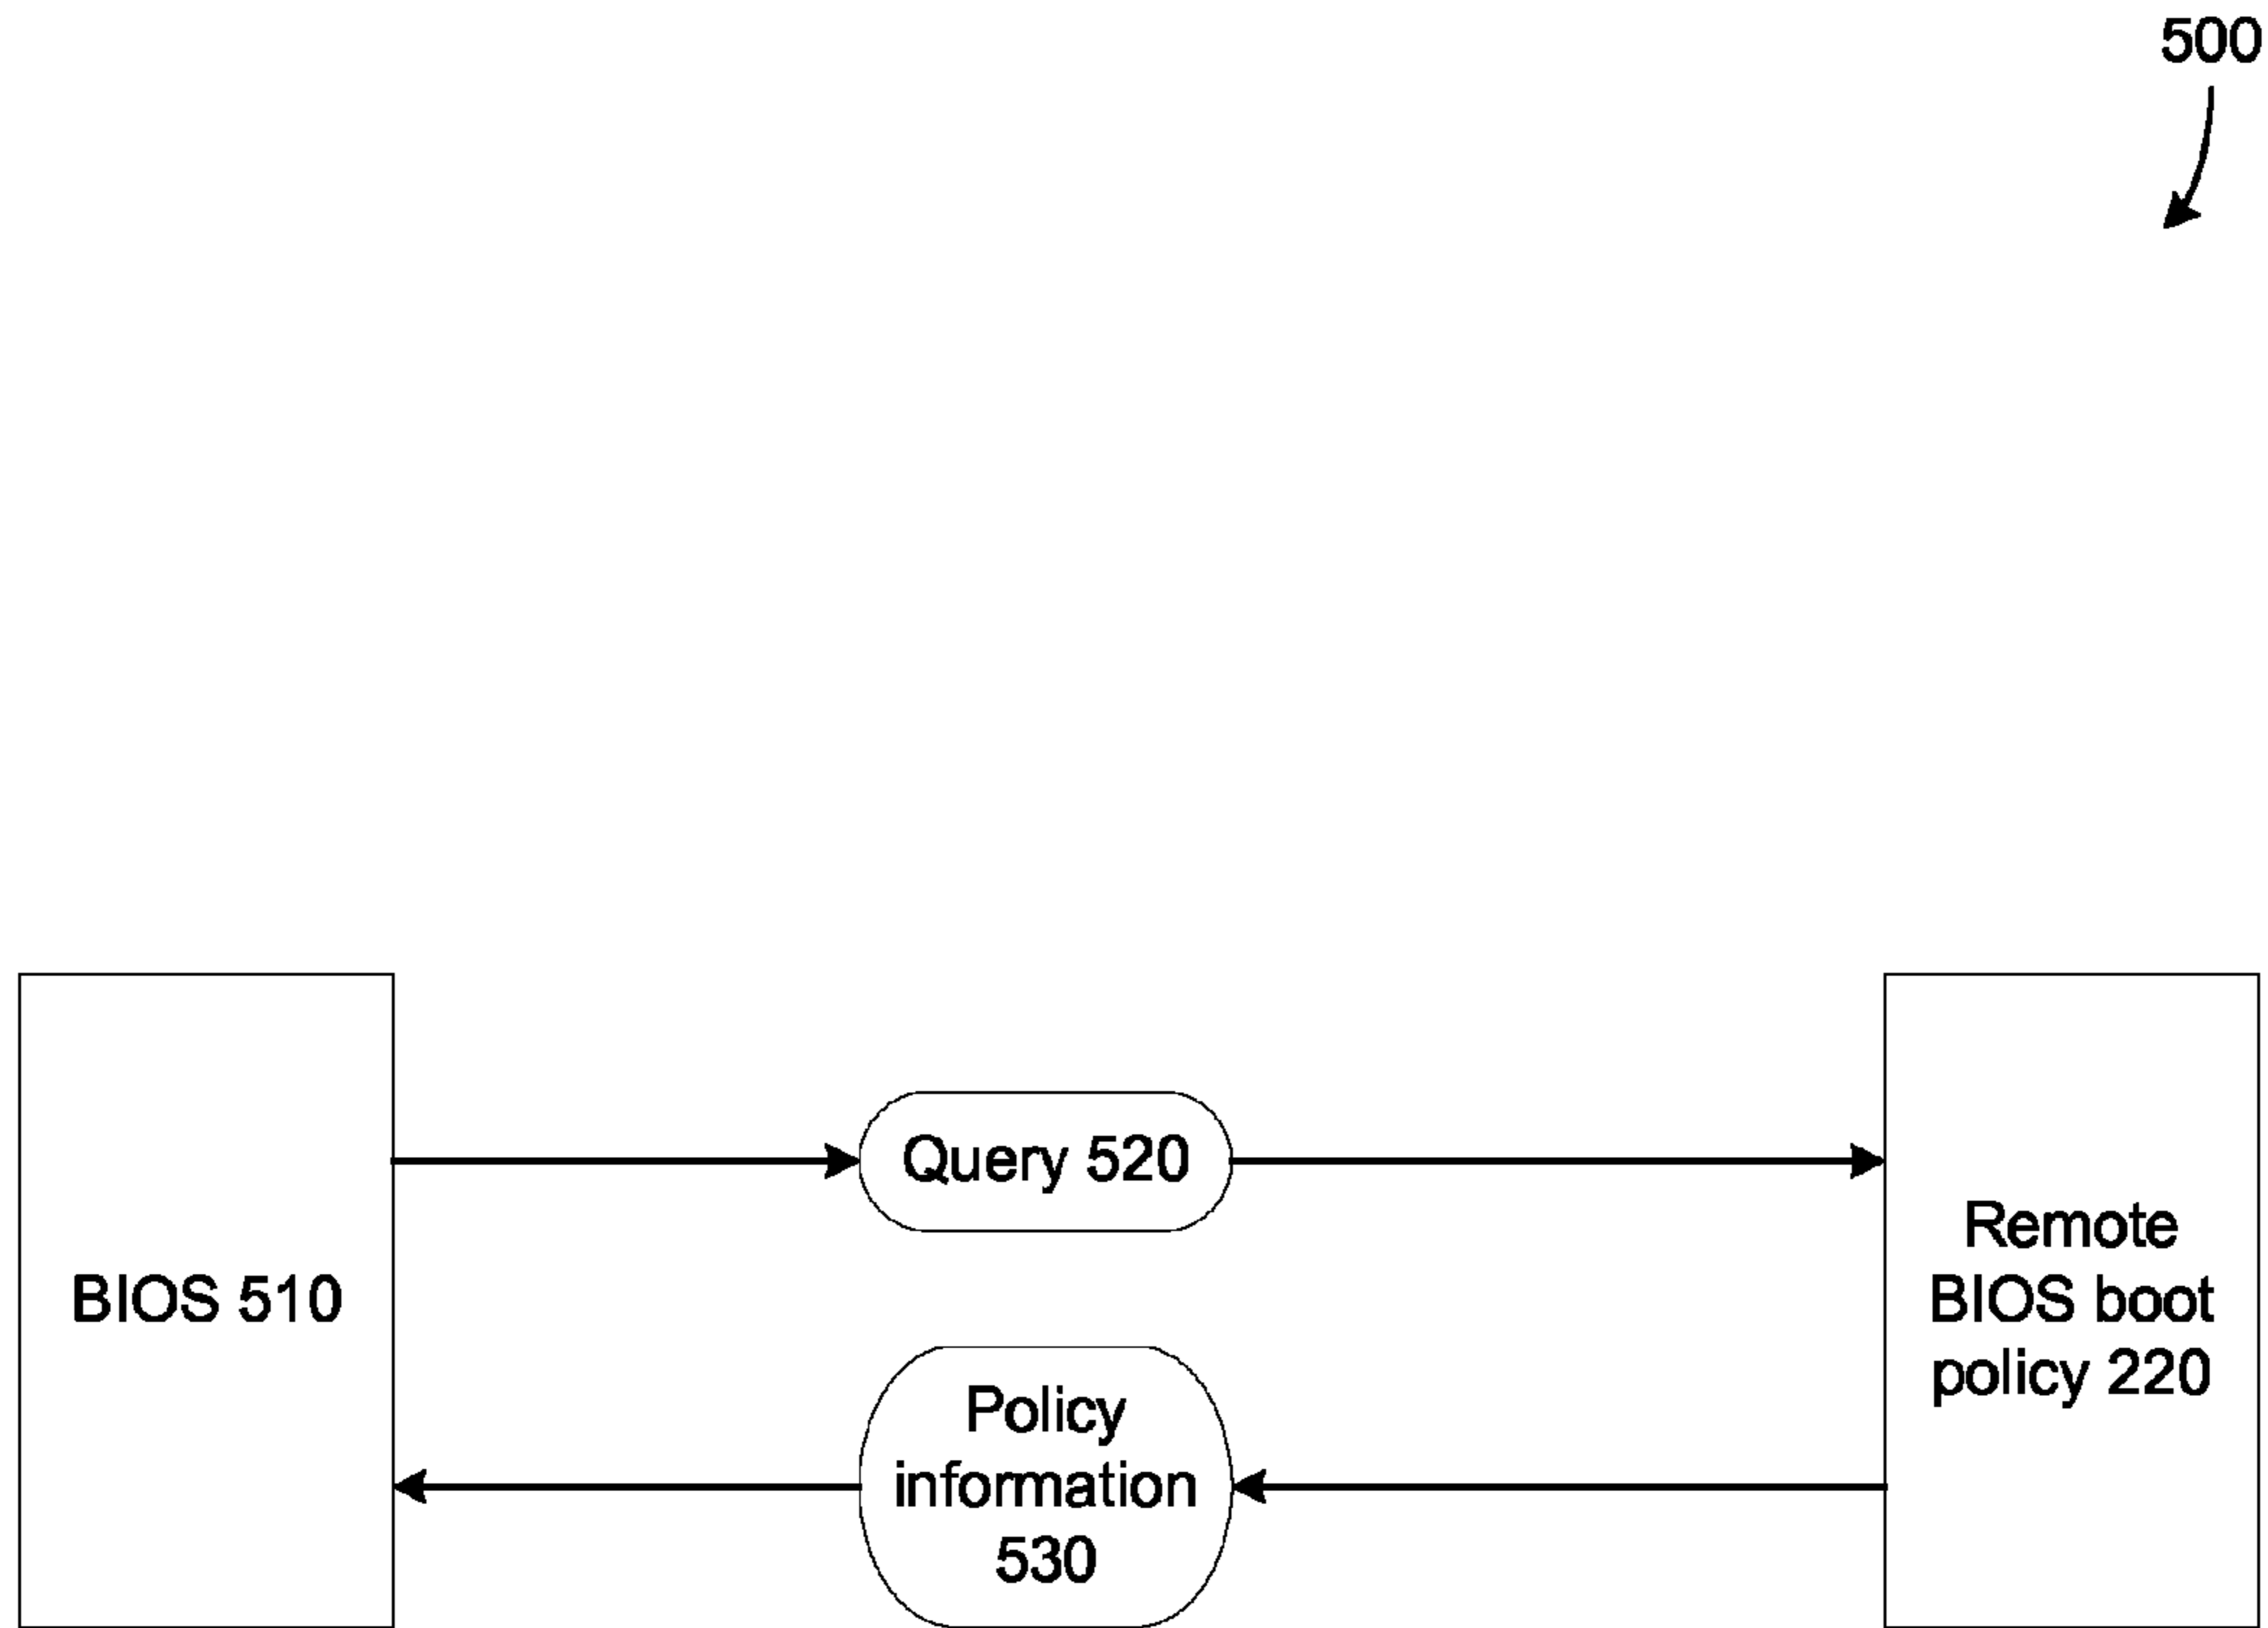 500
Query 520
BIOS 510
Remote
BIOS boot
policy 220
Policy
information
530